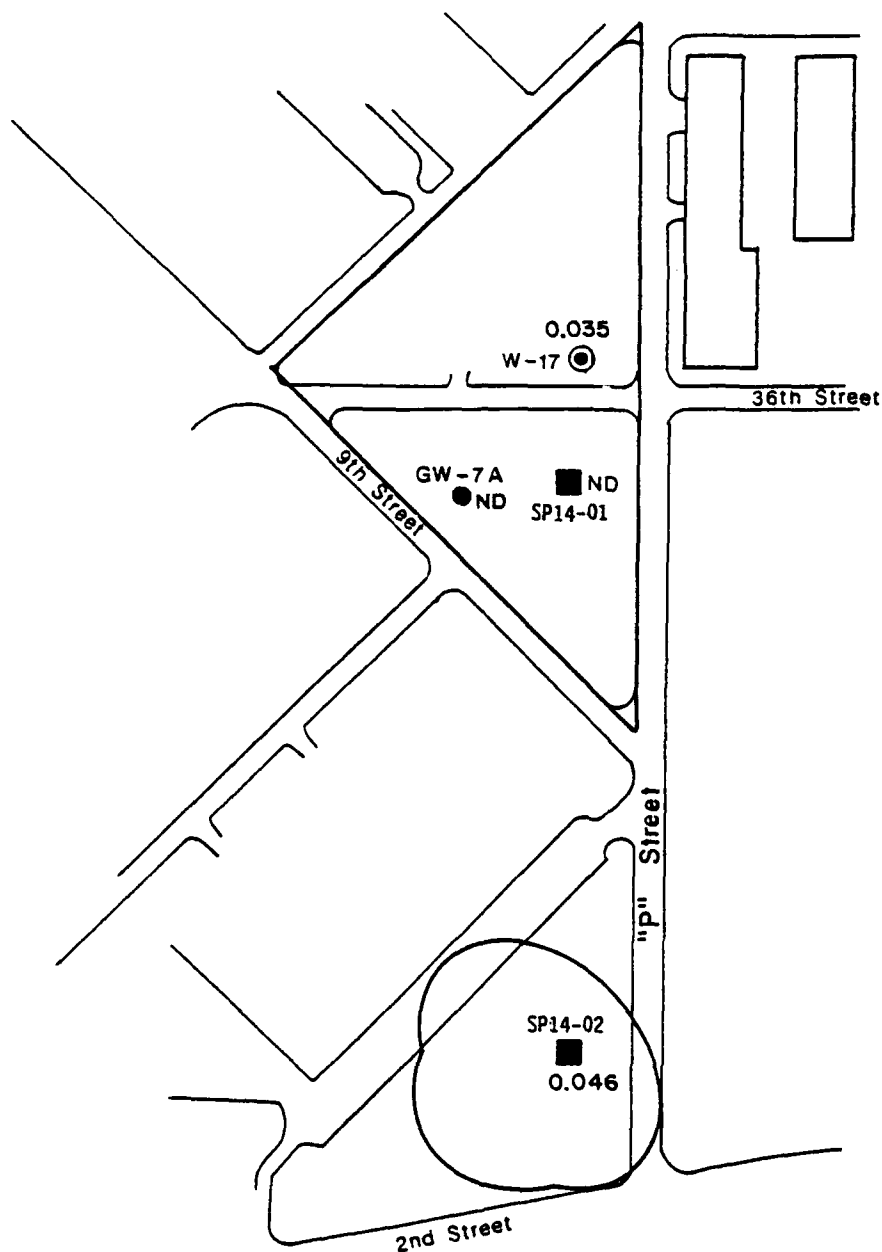 0.035
W-17
36th Street
9th Street
GW-7A
ND
ND
SP14-01
"P" Street
SP14-02
0.046
2nd Street